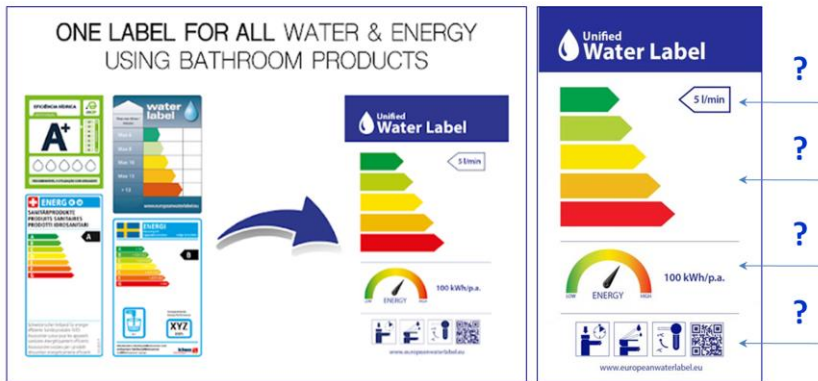 ONE LABEL FOR ALL WATER & ENERGY
USING BATHROOM PRODUCTS
EFICIÊNCIA HÍDRICA
A+
water
label
Max 6
Max 8
Max 10
Max 13
> 13
www.europeanwaterlabel.eu
ENERG
SANITÄRPRODUKTE
PRODUITS SANITAIRES
PRODOTTI IDROSANITARI
A
ENERGI
B
XYZ
kiwa
Unified
Water Label
5 l/min
LOW
ENERGY
HIGH
100 kWh/p.a.
www.europeanwaterlabel.eu
Unified
Water Label
5 l/min
LOW
ENERGY
HIGH
100 kWh/p.a.
www.europeanwaterlabel.eu
?
?
?
?